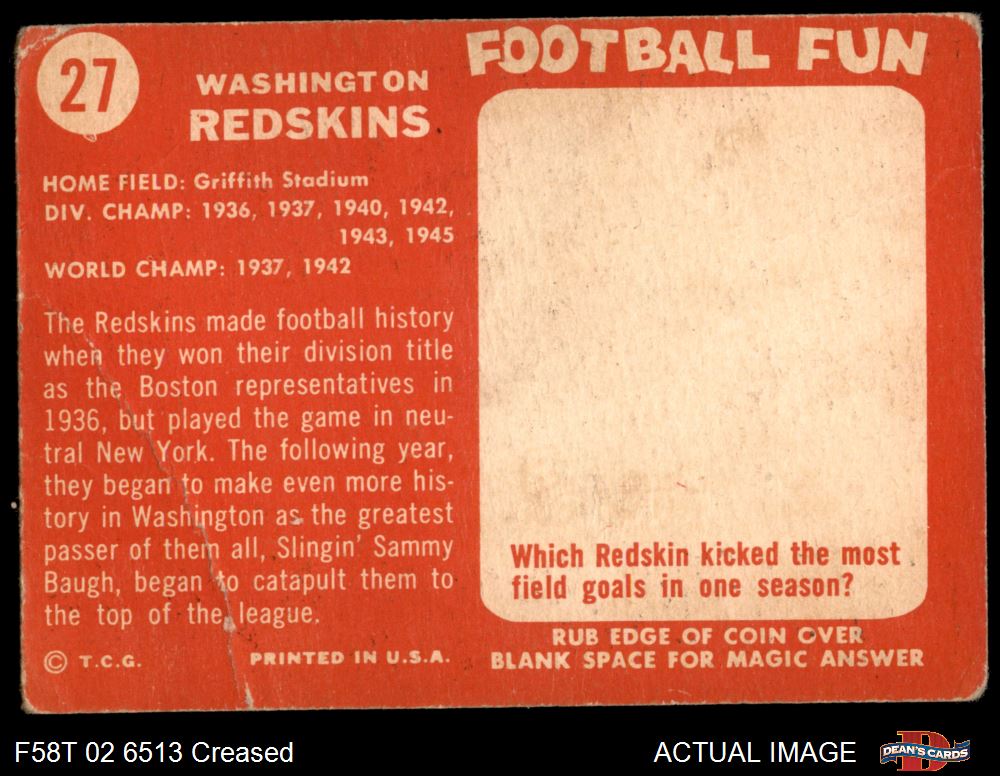 27
WASHINGTON
REDSKINS
HOME FIELD: Griffith Stadium
DIV. CHAMP: 1936, 1937, 1940, 1942,
1943, 1945
WORLD CHAMP: 1937, 1942
The Redskins made football history
when they won their division title
as the Boston representatives in
1936, but played the game in neu-
tral New York. The following year,
they began to make even more his-
tory in Washington as the greatest
passer of them all, Slingin' Sammy
Baugh, began to catapult them to
the top of the league.
© T.C.G.
PRINTED IN U.S.A.
FOOTBALL FUN
Which Redskin kicked the most
field goals in one season?
RUB EDGE OF COIN OVER
BLANK SPACE FOR MAGIC ANSWER
F58T 02 6513 Creased
ACTUAL IMAGE
D
DEAN'S CARDS